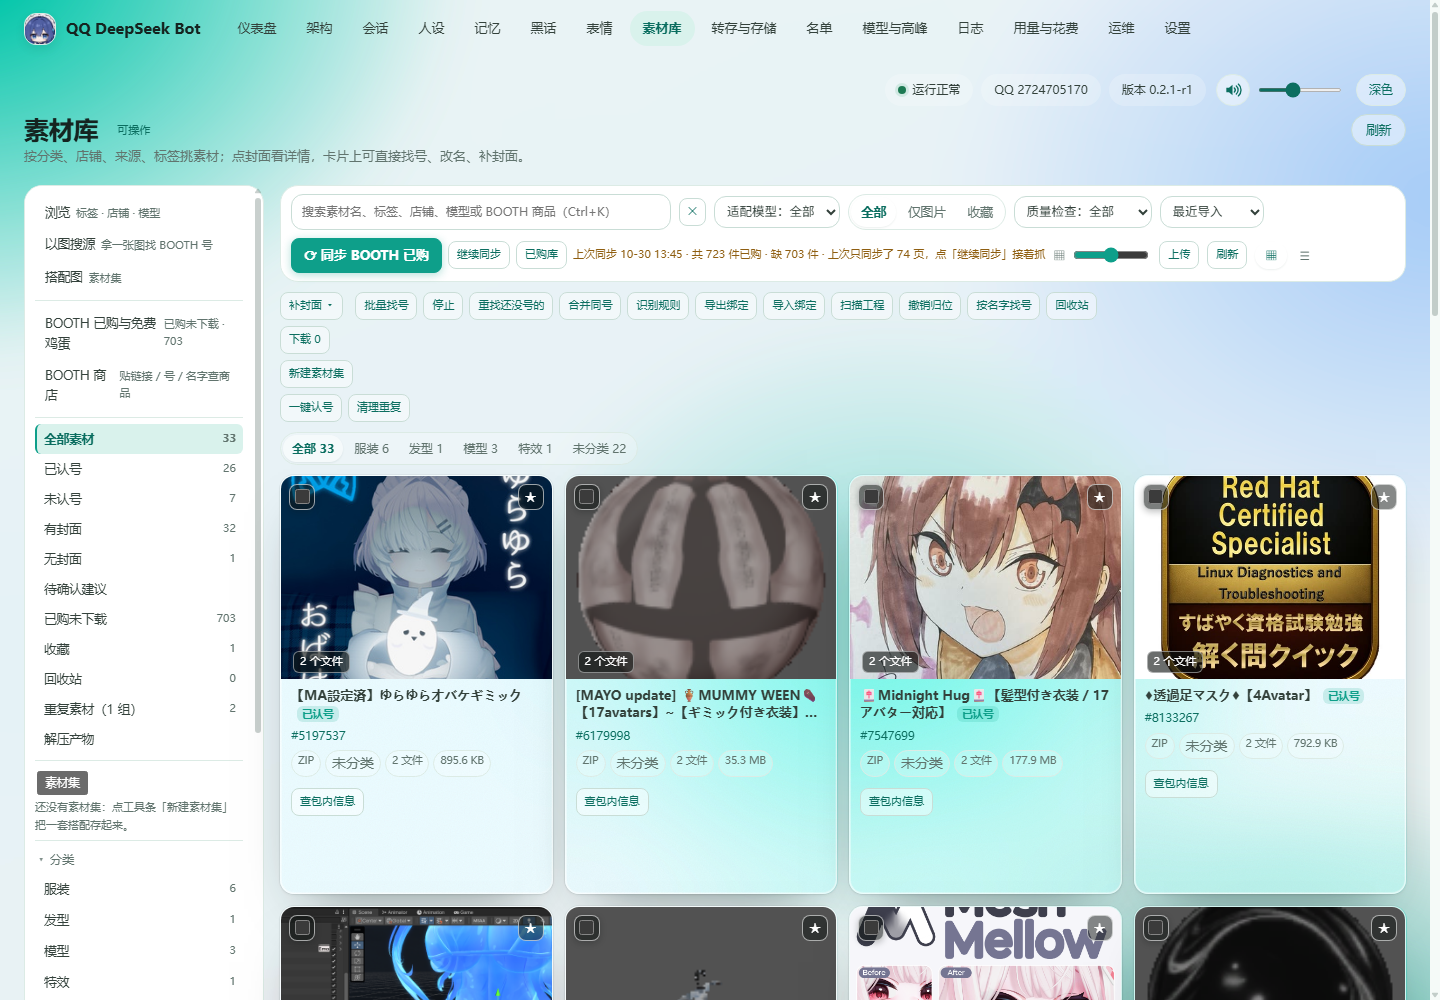 QQ DeepSeek Bot
仪表盘 架构 会话 人设 记忆 黑话 表情 素材库 转存与存储 名单 模型与高峰 日志 用量与花费 运维 设置
运行正常 QQ 2724705170 版本 0.2.1-r1 深色
素材库 可操作 刷新
按分类、店铺、来源、标签挑素材；点封面看详情，卡片上可直接找号、改名、补封面。
浏览 标签 · 店铺 · 模型
以图搜源 拿一张图找 BOOTH 号
搭配图 素材集
BOOTH 已购与免费鸡蛋 已购未下载 · 703
BOOTH 商店 贴链接 / 号 / 名字查商品
全部素材 33
已认号 26
未认号 7
有封面 32
无封面 1
待确认建议
已购未下载 703
收藏 1
回收站 0
重复素材（1 组） 2
解压产物
素材集
还没有素材集：点工具条「新建素材集」
把一套搭配存起来。
分类
服装 6
发型 1
模型 3
特效 1
搜索素材名、标签、店铺、模型或 BOOTH 商品（Ctrl+K） × 适配模型：全部 全部 仅图片 收藏 质量检查：全部 最近导入
⟳ 同步 BOOTH 已购 继续同步 已购库 上次同步 10-30 13:45 · 共 723 件已购 · 缺 703 件 · 上次只同步了 74 页，点「继续同步」接着抓 上传 刷新
补封面 批量找号 停止 重找还没号的 合并同号 识别规则 导出绑定 导入绑定 扫描工程 撤销归位 按名字找号 回收站
下载 0
新建素材集
一键认号 清理重复
全部 33 服装 6 发型 1 模型 3 特效 1 未分类 22
ゆらゆら
おばけ
2 个文件
【MA設定済】ゆらゆらオバケギミック
已认号
#5197537
ZIP 未分类 2 文件 895.6 KB
查包内信息
2 个文件
[MAYO update] MUMMY WEEN
【17avatars】~【ギミック付き衣装】...
#6179998
ZIP 未分类 2 文件 35.3 MB
查包内信息
2 个文件
Midnight Hug 【髪型付き衣装 / 17
アバター対応】 已认号
#7547699
ZIP 未分类 2 文件 177.9 MB
查包内信息
Red Hat
Certified
Specialist
Linux Diagnostics and
Troubleshooting
すばやく資格試験勉強
解く問クイック
2 个文件
♦透過足マスク♦【4Avatar】 已认号
#8133267
ZIP 未分类 2 文件 792.9 KB
查包内信息
Mesh
Mellow
Before After